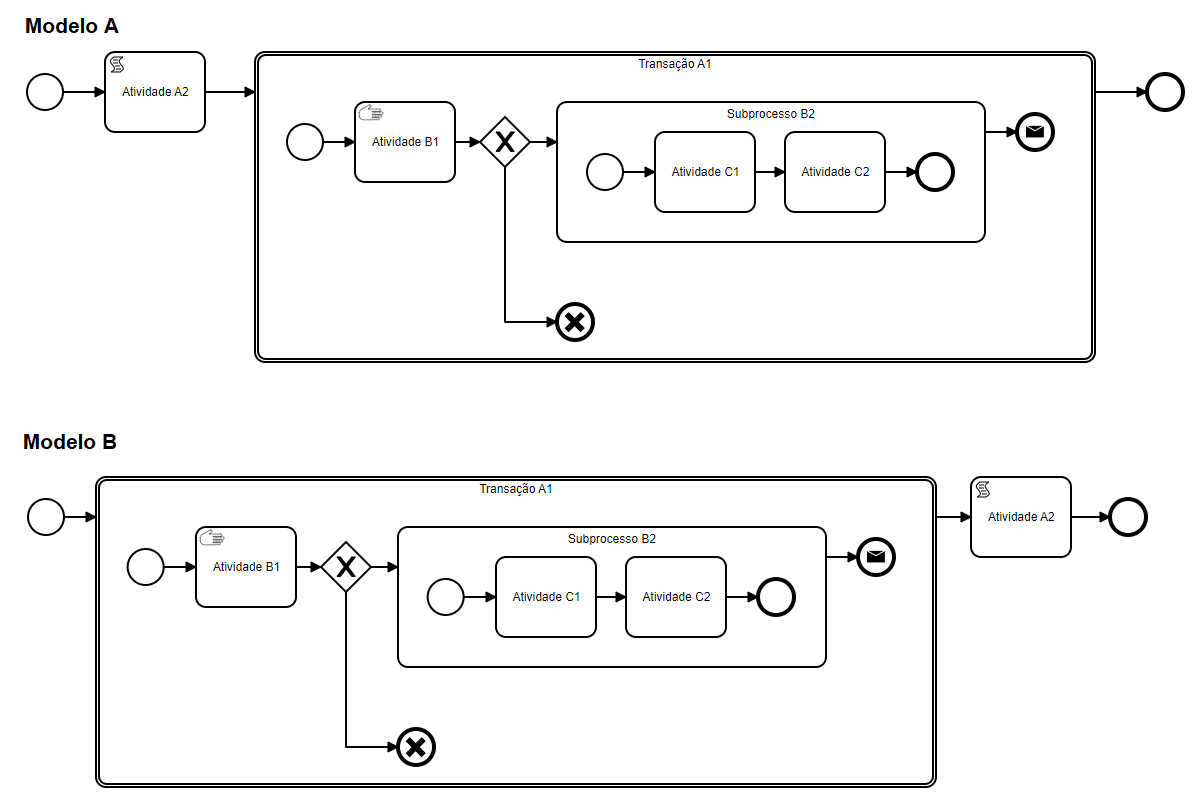 Modelo A
Transação A1
Atividade A2
Subprocesso B2
Atividade B1
Atividade C1
Atividade C2
Modelo B
Transação A1
Atividade A2
Subprocesso B2
Atividade B1
Atividade C1
Atividade C2